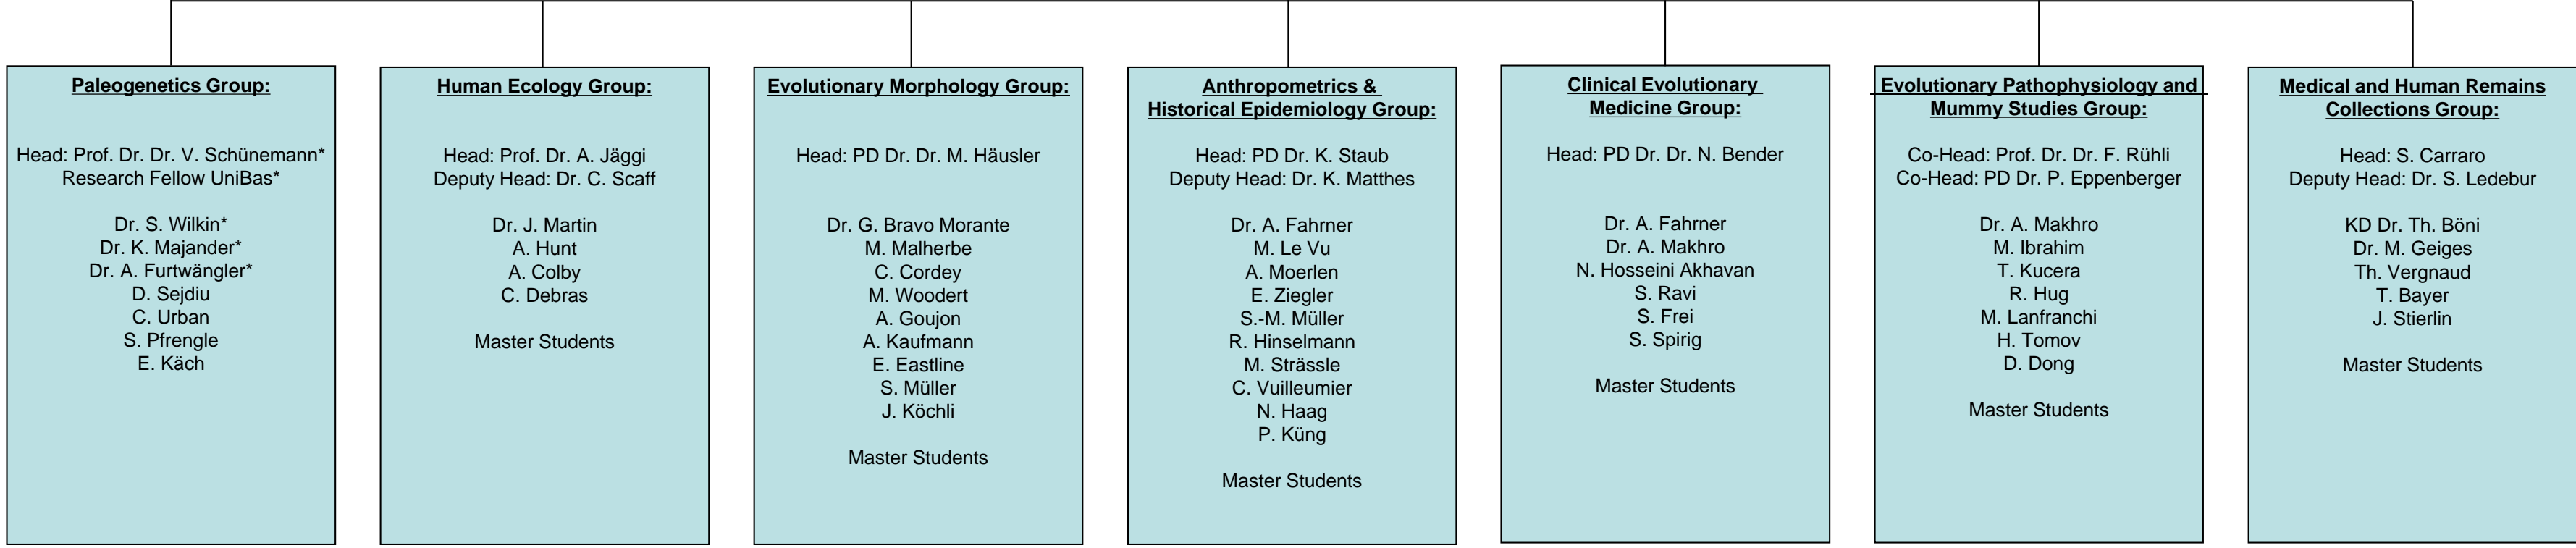 Paleogenetics Group:
Head: Prof. Dr. Dr. V. Schünemann*
Research Fellow UniBas*
Dr. S. Wilkin*
Dr. K. Majander*
Dr. A. Furtwängler*
D. Sejdiu
C. Urban
S. Pfrengle
E. Käch
Human Ecology Group:
Head: Prof. Dr. A. Jäggi
Deputy Head: Dr. C. Scaff
Dr. J. Martin
A. Hunt
A. Colby
C. Debras
Master Students
Evolutionary Morphology Group:
Head: PD Dr. Dr. M. Häusler
Dr. G. Bravo Morante
M. Malherbe
C. Cordey
M. Woodert
A. Goujon
A. Kaufmann
E. Eastline
S. Müller
J. Köchli
Master Students
Anthropometrics &
Historical Epidemiology Group:
Head: PD Dr. K. Staub
Deputy Head: Dr. K. Matthes
Dr. A. Fahrner
M. Le Vu
A. Moerlen
E. Ziegler
S.-M. Müller
R. Hinselmann
M. Strässle
C. Vuilleumier
N. Haag
P. Küng
Master Students
Clinical Evolutionary
Medicine Group:
Head: PD Dr. Dr. N. Bender
Dr. A. Fahrner
Dr. A. Makhro
N. Hosseini Akhavan
S. Ravi
S. Frei
S. Spirig
Master Students
Evolutionary Pathophysiology and
Mummy Studies Group:
Co-Head: Prof. Dr. Dr. F. Rühli
Co-Head: PD Dr. P. Eppenberger
Dr. A. Makhro
M. Ibrahim
T. Kucera
R. Hug
M. Lanfranchi
H. Tomov
D. Dong
Master Students
Medical and Human Remains
Collections Group:
Head: S. Carraro
Deputy Head: Dr. S. Ledebur
KD Dr. Th. Böni
Dr. M. Geiges
Th. Vergnaud
T. Bayer
J. Stierlin
Master Students